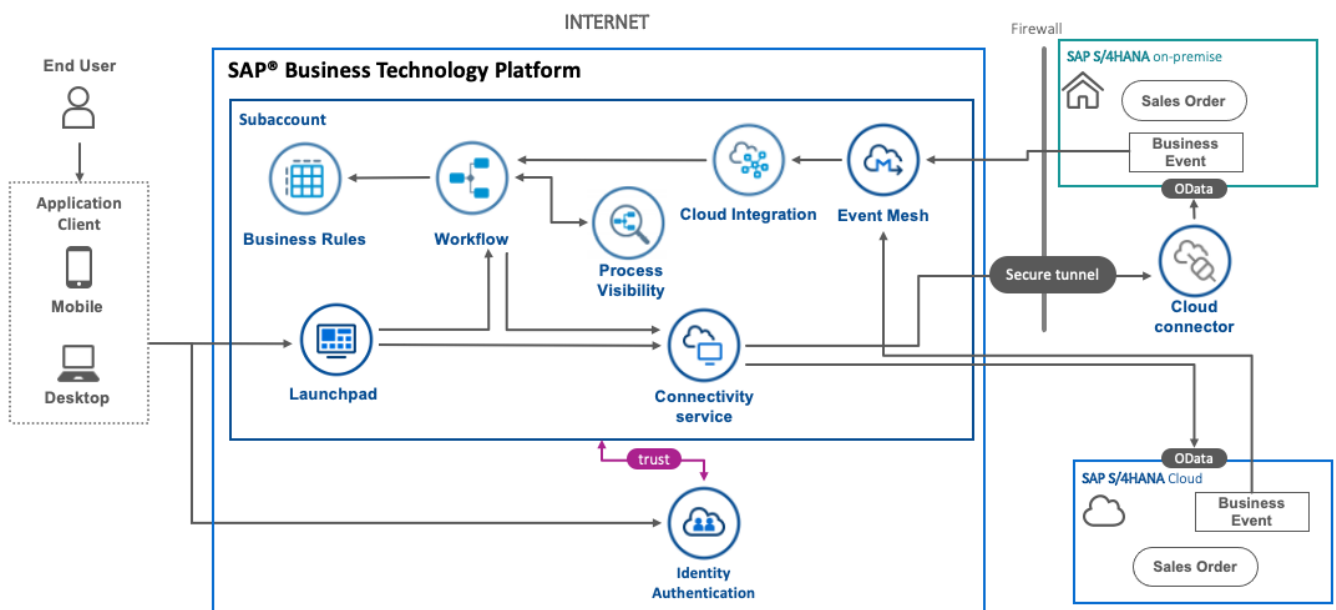 INTERNET
Firewall
End User
SAP® Business Technology Platform
Subaccount
SAP S/4HANA on-premise
Sales Order
Business
Event
OData
Application
Client
Mobile
Desktop
Business Rules
Workflow
Process
Visibility
Cloud Integration
Event Mesh
Secure tunnel
Cloud
connector
Launchpad
Connectivity
service
trust
Identity
Authentication
OData
SAP S/4HANA Cloud
Business
Event
Sales Order